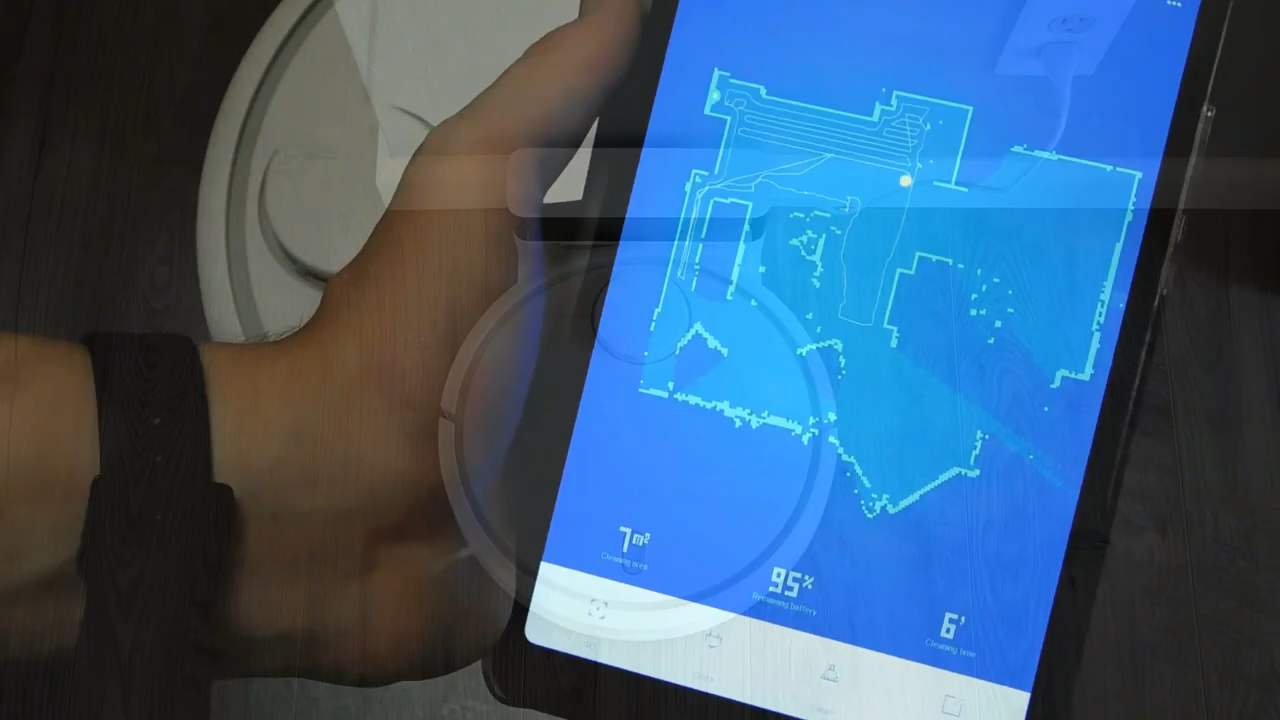 7m²
Cleaning area
95%
Remaining battery
6'
Cleaning time